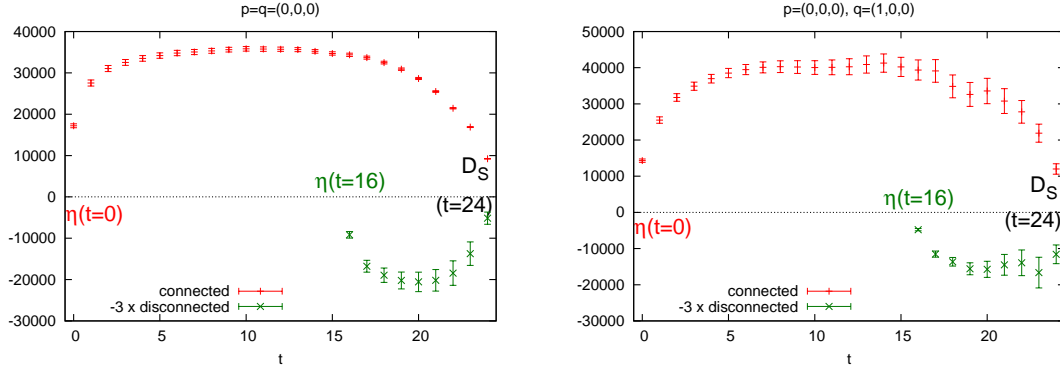 p=q=(0,0,0)
40000
30000
20000
10000
0
-10000
-20000
-30000
0
5
10
15
20
t
η(t=0)
η(t=16)
D_S
(t=24)
connected
-3 x disconnected
p=(0,0,0), q=(1,0,0)
50000
40000
30000
20000
10000
0
-10000
-20000
-30000
0
5
10
15
20
t
η(t=0)
η(t=16)
D_S
(t=24)
connected
-3 x disconnected